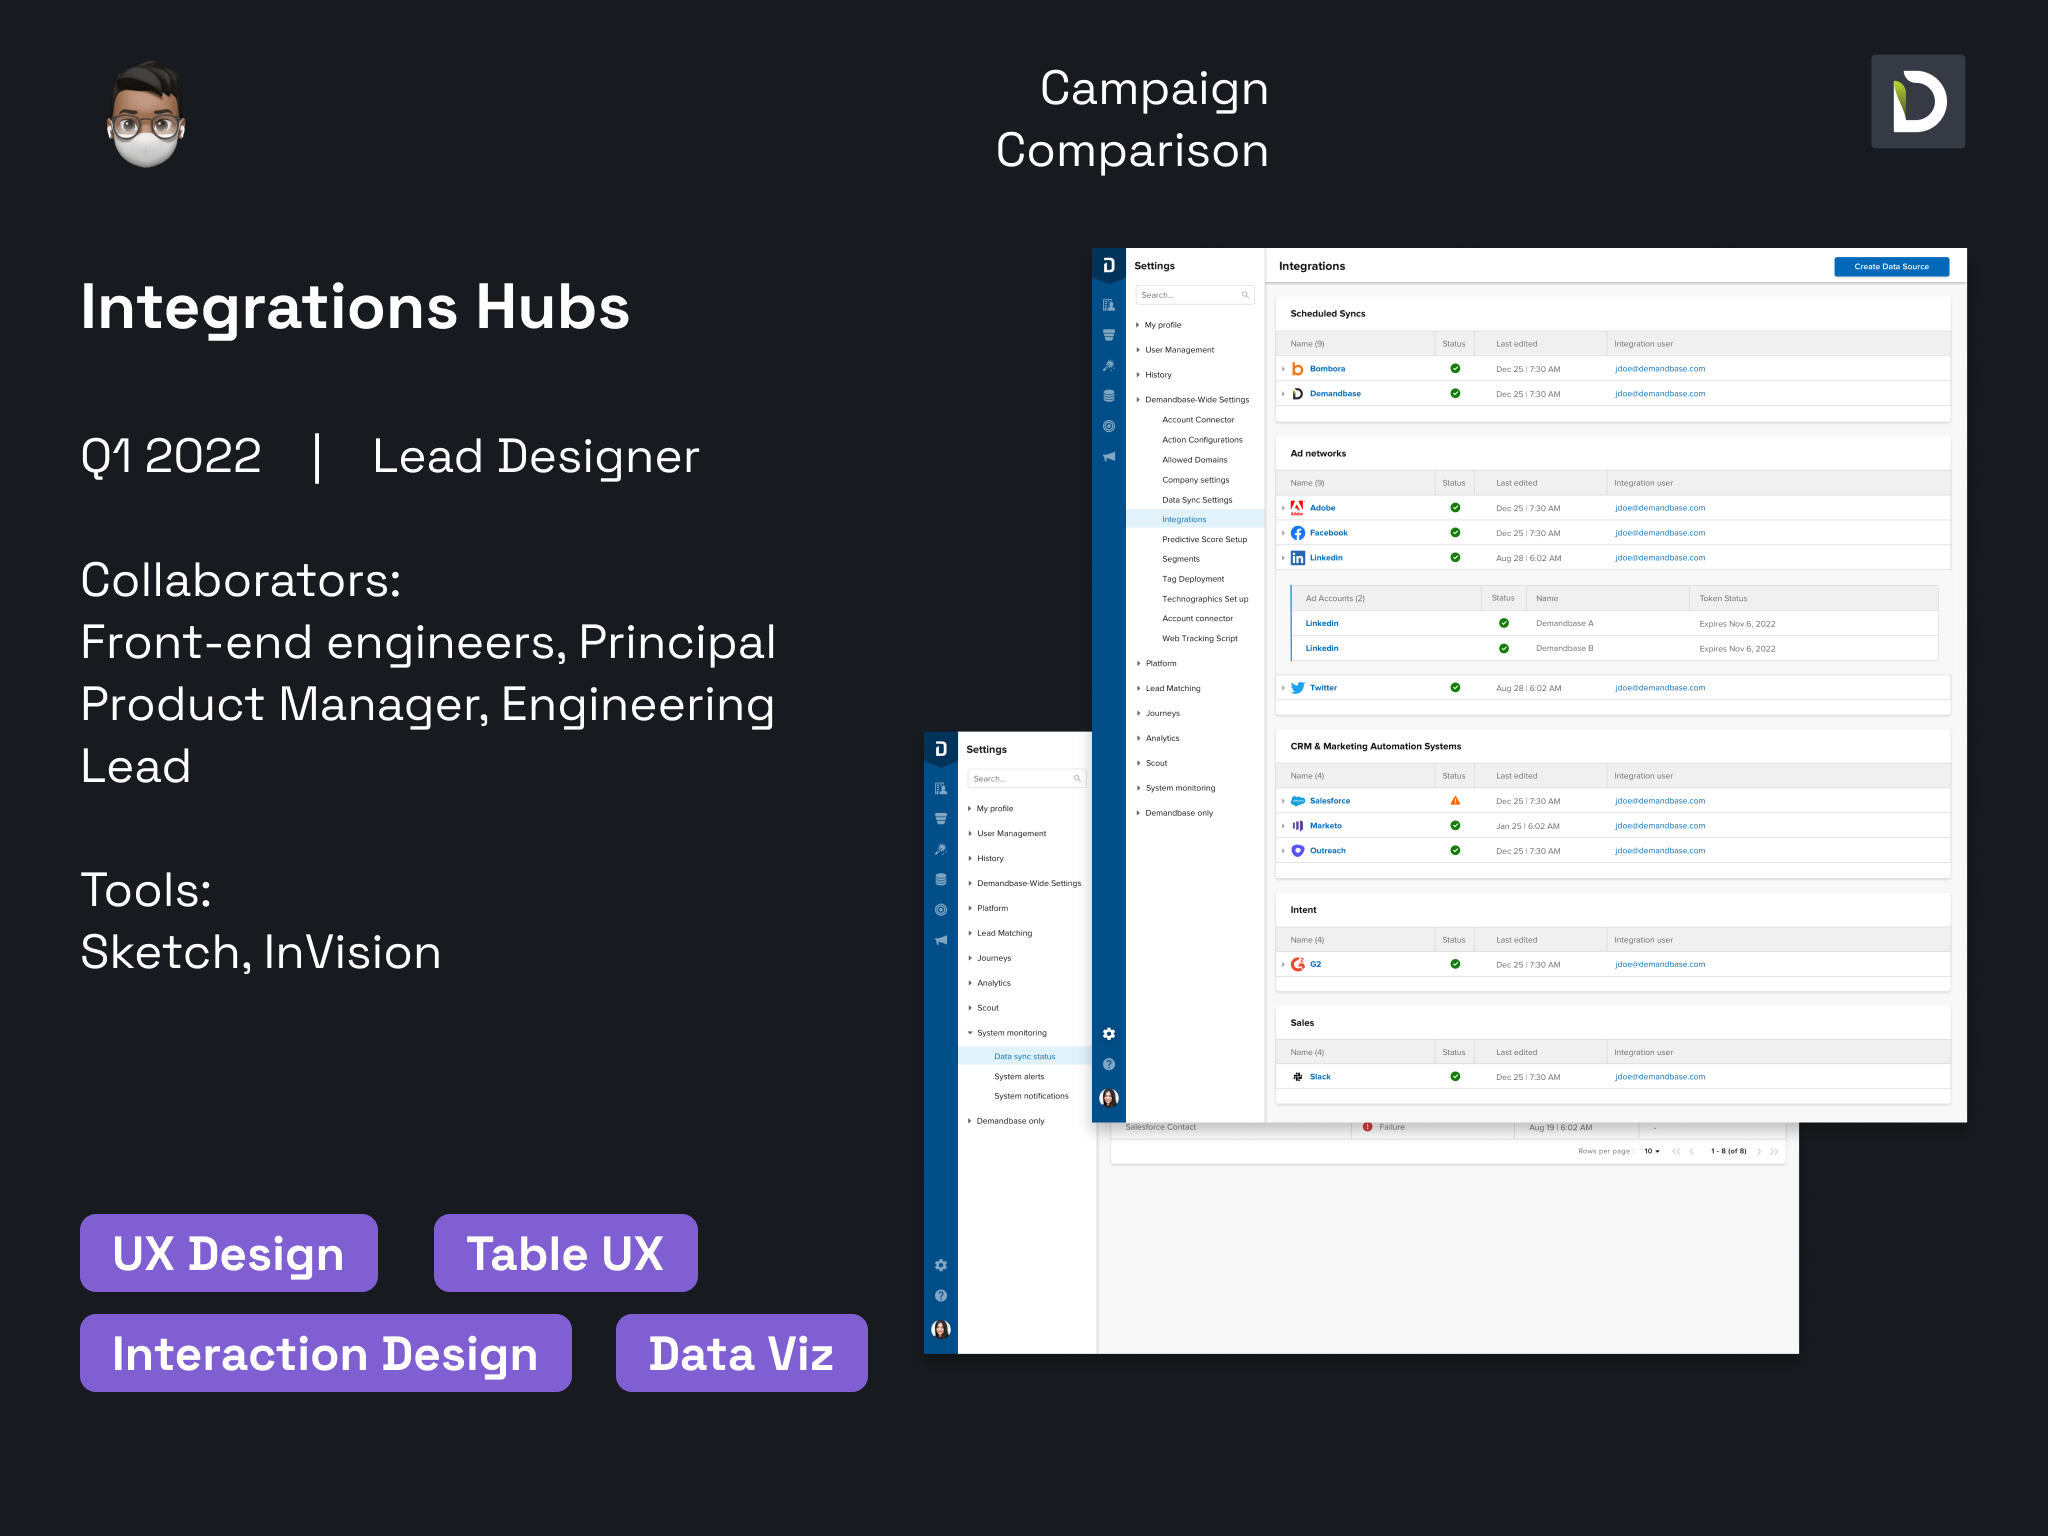 Campaign
Comparison
Integrations Hubs
Q1 2022 | Lead Designer
Collaborators:
Front-end engineers, Principal
Product Manager, Engineering
Lead
Tools:
Sketch, InVision
UX Design
Table UX
Interaction Design
Data Viz
Settings
Search...
My profile
User Management
History
Demandbase-Wide Settings
Account Connector
Action Configurations
Allowed Domains
Company settings
Data Sync Settings
Integrations
Predictive Score Setup
Segments
Tag Deployment
Technographics Set up
Account connector
Web Tracking Script
Platform
Lead Matching
Journeys
Analytics
Scout
System monitoring
Demandbase only
Integrations
Create Data Source
Scheduled Syncs
Name (9) Status Last edited Integration user
Bombora Dec 25 | 7:30 AM jdoe@demandbase.com
Demandbase Dec 25 | 7:30 AM jdoe@demandbase.com
Ad networks
Name (9) Status Last edited Integration user
Adobe Dec 25 | 7:30 AM jdoe@demandbase.com
Facebook Dec 25 | 7:30 AM jdoe@demandbase.com
Linkedin Aug 28 | 6:02 AM jdoe@demandbase.com
Ad Accounts (2) Status Name Token Status
Linkedin Demandbase A Expires Nov 6, 2022
Linkedin Demandbase B Expires Nov 6, 2022
Twitter Aug 28 | 6:02 AM jdoe@demandbase.com
CRM & Marketing Automation Systems
Name (4) Status Last edited Integration user
Salesforce Dec 25 | 7:30 AM jdoe@demandbase.com
Marketo Jan 25 | 6:02 AM jdoe@demandbase.com
Outreach Dec 25 | 7:30 AM jdoe@demandbase.com
Intent
Name (4) Status Last edited Integration user
G2 Dec 25 | 7:30 AM jdoe@demandbase.com
Sales
Name (4) Status Last edited Integration user
Slack Dec 25 | 7:30 AM jdoe@demandbase.com
Settings
Search...
My profile
User Management
History
Demandbase-Wide Settings
Platform
Lead Matching
Journeys
Analytics
Scout
System monitoring
Data sync status
System alerts
System notifications
Demandbase only
Salesforce Contact Failure Aug 19 | 6:02 AM -
Rows per page : 10 1 - 8 (of 8)